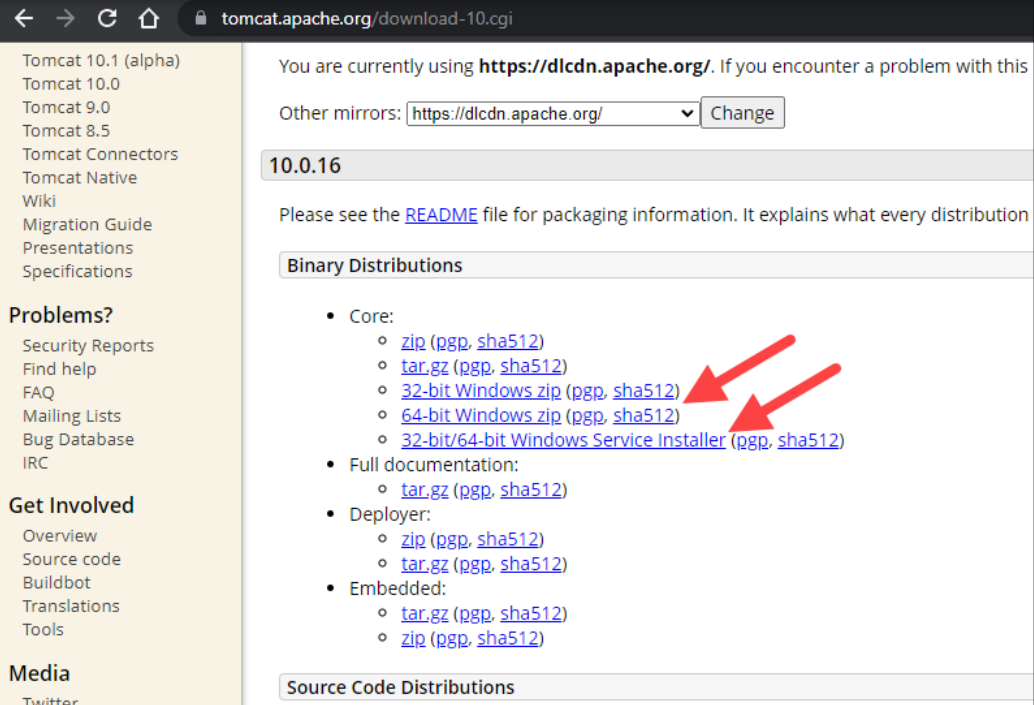 tomcat.apache.org/download-10.cgi
Tomcat 10.1 (alpha)
Tomcat 10.0
Tomcat 9.0
Tomcat 8.5
Tomcat Connectors
Tomcat Native
Wiki
Migration Guide
Presentations
Specifications
Problems?
Security Reports
Find help
FAQ
Mailing Lists
Bug Database
IRC
Get Involved
Overview
Source code
Buildbot
Translations
Tools
Media
Twitter
You are currently using https://dlcdn.apache.org/. If you encounter a problem with this
Other mirrors: https://dlcdn.apache.org/ Change
10.0.16
Please see the README file for packaging information. It explains what every distribution
Binary Distributions
Core:
zip (pgp, sha512)
tar.gz (pgp, sha512)
32-bit Windows zip (pgp, sha512)
64-bit Windows zip (pgp, sha512)
32-bit/64-bit Windows Service Installer (pgp, sha512)
Full documentation:
tar.gz (pgp, sha512)
Deployer:
zip (pgp, sha512)
tar.gz (pgp, sha512)
Embedded:
tar.gz (pgp, sha512)
zip (pgp, sha512)
Source Code Distributions